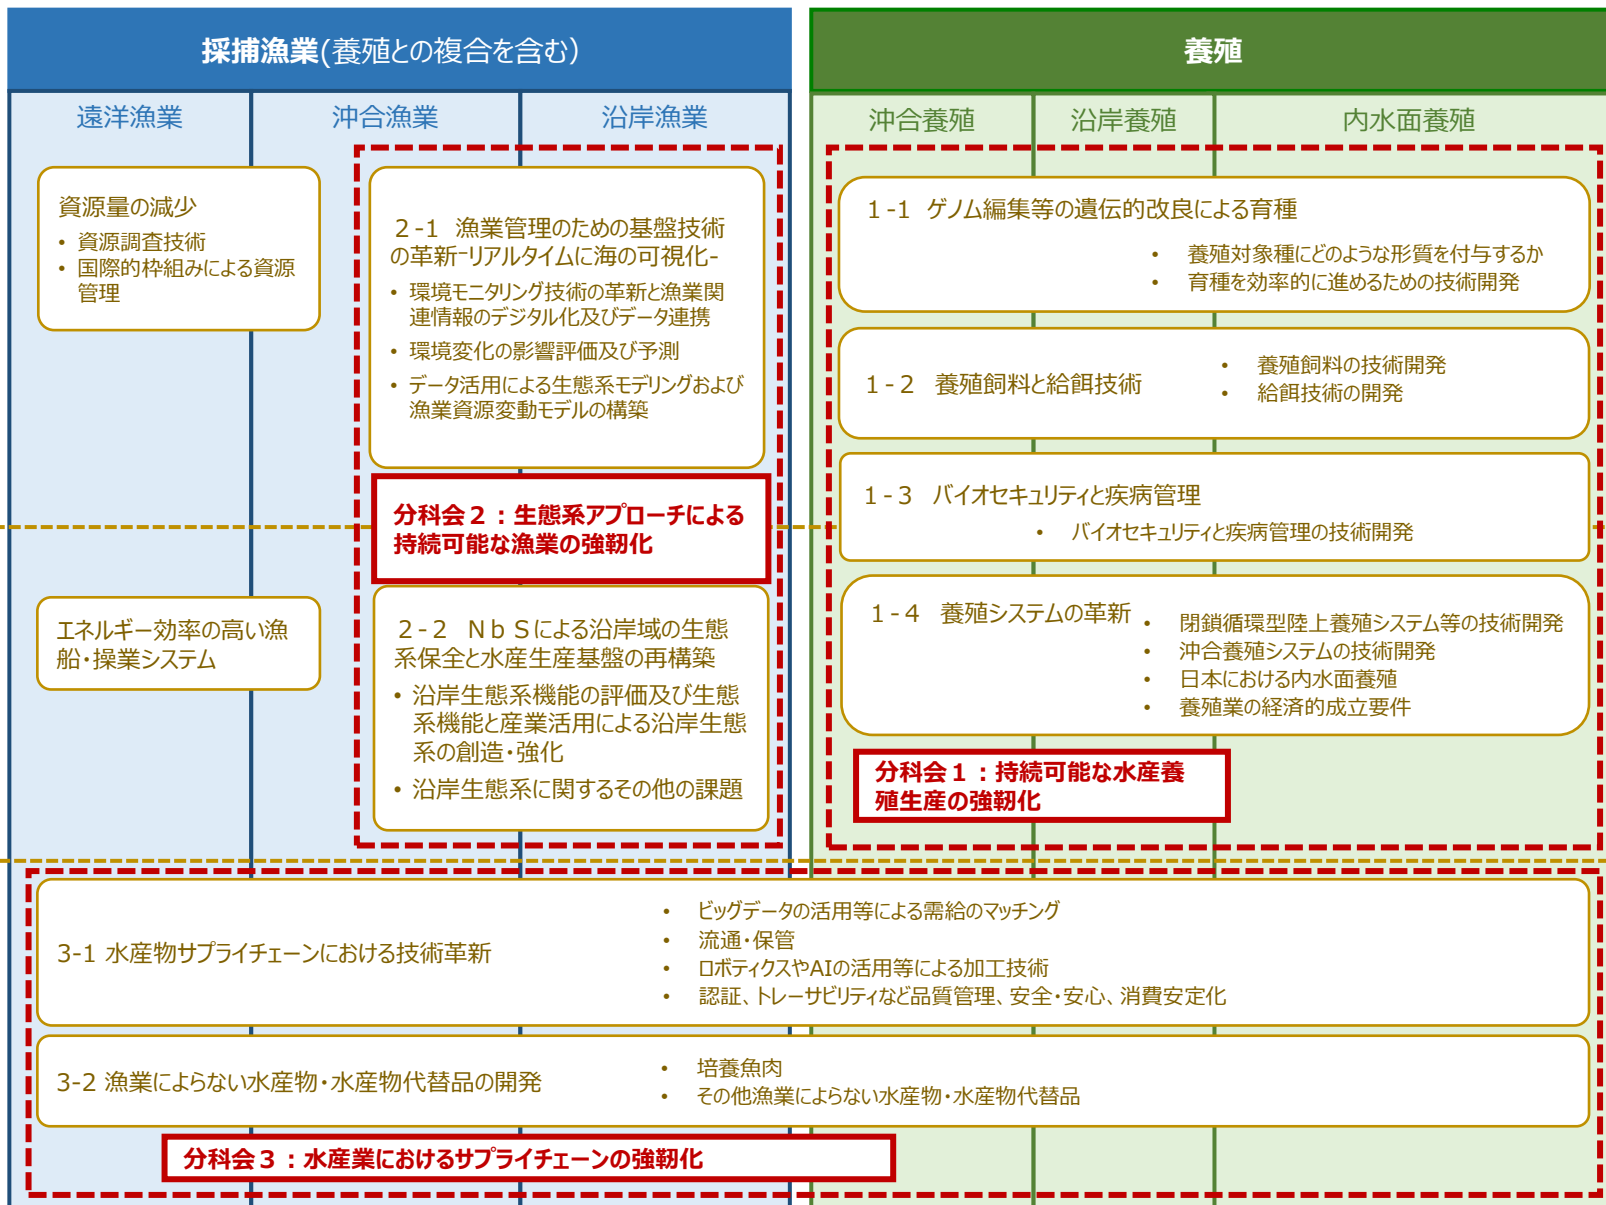 採捕漁業(養殖との複合を含む)
養殖
遠洋漁業
沖合漁業
沿岸漁業
沖合養殖
沿岸養殖
内水面養殖
資源量の減少
• 資源調査技術
• 国際的枠組みによる資源
管理
2-1 漁業管理のための基盤技術
の革新-リアルタイムに海の可視化-
• 環境モニタリング技術の革新と漁業関
連情報のデジタル化及びデータ連携
• 環境変化の影響評価及び予測
• データ活用による生態系モデリングおよび
漁業資源変動モデルの構築
分科会2:生態系アプローチによる
持続可能な漁業の強靭化
エネルギー効率の高い漁
船・操業システム
2-2 NbSによる沿岸域の生態
系保全と水産生産基盤の再構築
• 沿岸生態系機能の評価及び生態
系機能と産業活用による沿岸生態
系の創造・強化
• 沿岸生態系に関するその他の課題
1-1 ゲノム編集等の遺伝的改良による育種
• 養殖対象種にどのような形質を付与するか
• 育種を効率的に進めるための技術開発
1-2 養殖飼料と給餌技術
• 養殖飼料の技術開発
• 給餌技術の開発
1-3 バイオセキュリティと疾病管理
• バイオセキュリティと疾病管理の技術開発
1-4 養殖システムの革新
• 閉鎖循環型陸上養殖システム等の技術開発
• 沖合養殖システムの技術開発
• 日本における内水面養殖
• 養殖業の経済的成立要件
分科会1:持続可能な水産養
殖生産の強靭化
3-1 水産物サプライチェーンにおける技術革新
• ビッグデータの活用等による需給のマッチング
• 流通・保管
• ロボティクスやAIの活用等による加工技術
• 認証、トレーサビリティなど品質管理、安全・安心、消費安定化
3-2 漁業によらない水産物・水産物代替品の開発
• 培養魚肉
• その他漁業によらない水産物・水産物代替品
分科会3:水産業におけるサプライチェーンの強靭化